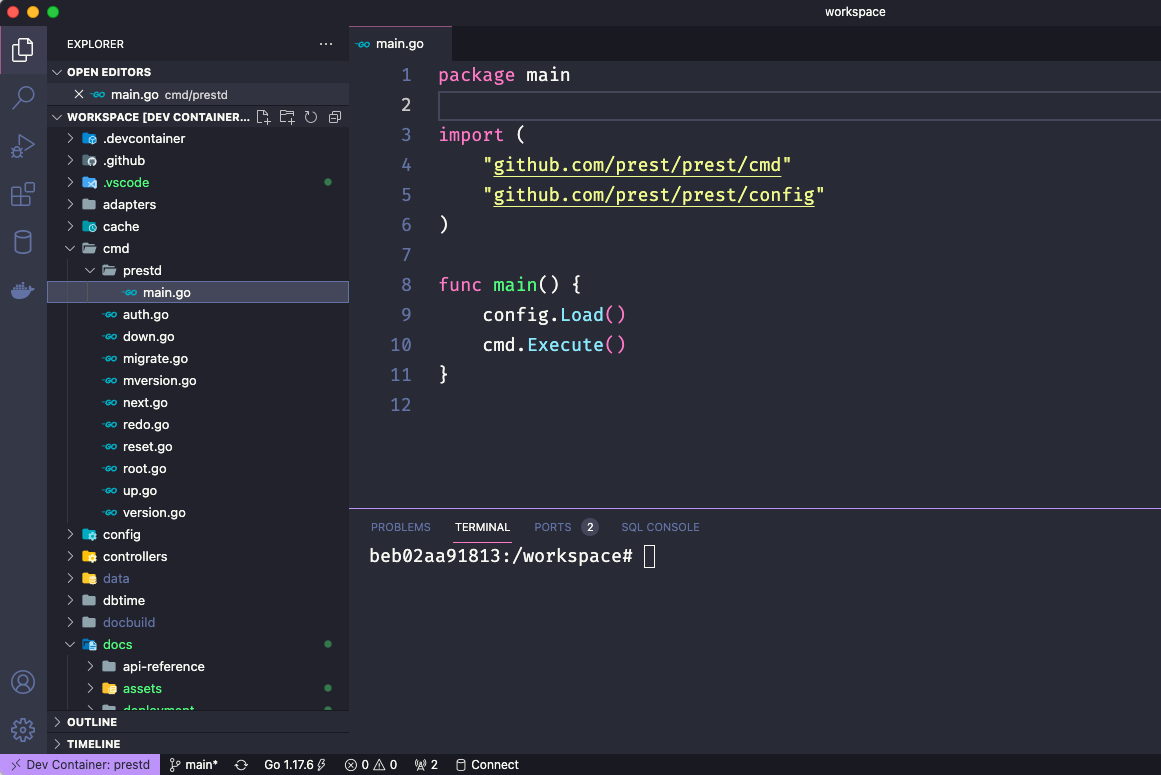 workspace
EXPLORER
OPEN EDITORS
main.go cmd/prestd
WORKSPACE [DEV CONTAINER...
.devcontainer
.github
.vscode
adapters
cache
cmd
prestd
main.go
auth.go
down.go
migrate.go
mversion.go
next.go
redo.go
reset.go
root.go
up.go
version.go
config
controllers
data
dbtime
docbuild
docs
api-reference
assets
deployment
OUTLINE
TIMELINE
main.go
1 package main
2
3 import (
4 "github.com/prest/prest/cmd"
5 "github.com/prest/prest/config"
6 )
7
8 func main() {
9 config.Load()
10 cmd.Execute()
11 }
12
PROBLEMS TERMINAL PORTS 2 SQL CONSOLE
beb02aa91813:/workspace#
Dev Container: prestd main* Go 1.17.6 0 0 2 Connect